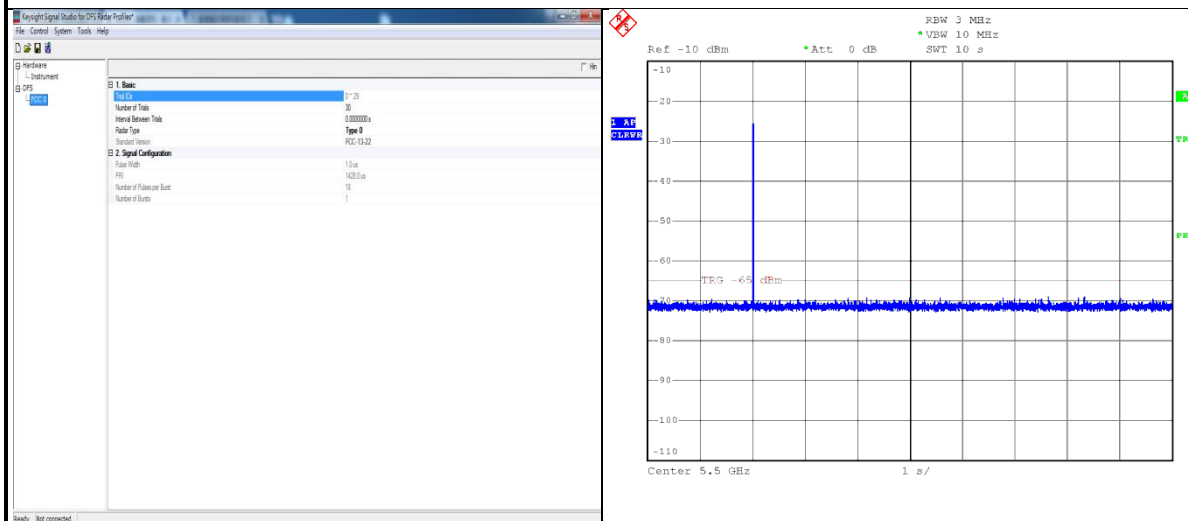 Keysight Signal Studio for DFS Radar Profiles*
File Control System Tools Help
Hardware
Instrument
DFS
FCC 0
1. Basic
Trial IDs 0 ~ 29
Number of Trials 30
Interval Between Trials 0.0000000 s
Radar Type Type 0
Standard Version FCC-13-22
2. Signal Configuration
Pulse Width 1.0 us
PRI 1428.0 us
Number of Pulses per Burst 18
Number of Bursts 1
Ready Not connected
R S
RBW 3 MHz
* VBW 10 MHz
Ref -10 dBm * Att 0 dB SWT 10 s
-10
-20
A
1 AP
CLRWR
-30
TR
-40
-50
PR
-60
TRG -65 dBm
-70
-80
-90
-100
-110
Center 5.5 GHz 1 s/